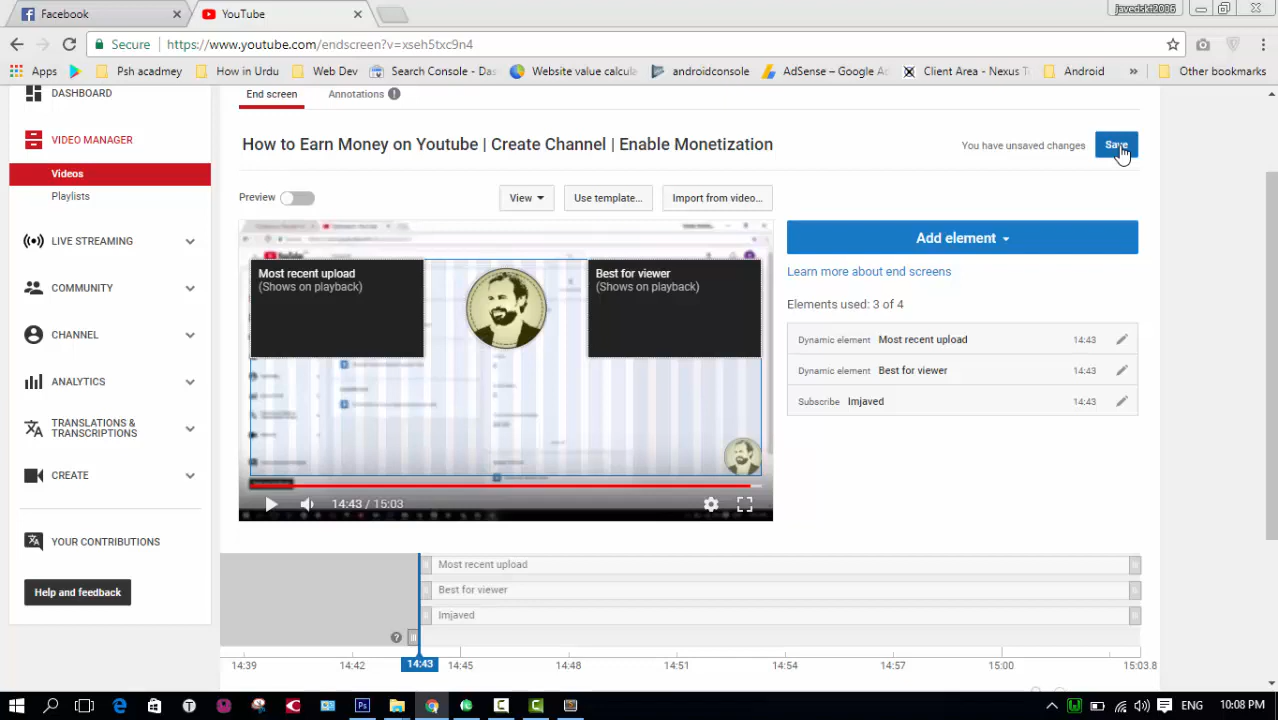 Facebook
YouTube
javedskf2006
Secure https://www.youtube.com/endscreen?v=xseh5txc9n4
Apps Psh acadmey How in Urdu Web Dev Search Console - Das Website value calcula androidconsole AdSense – Google Ad Client Area - Nexus T Android » Other bookmarks
DASHBOARD
End screen Annotations
VIDEO MANAGER
How to Earn Money on Youtube | Create Channel | Enable Monetization
You have unsaved changes
Save
Videos
Playlists
Preview
View
Use template...
Import from video...
LIVE STREAMING
Add element
COMMUNITY
Most recent upload
(Shows on playback)
Best for viewer
(Shows on playback)
Learn more about end screens
Elements used: 3 of 4
CHANNEL
Dynamic element Most recent upload 14:43
Dynamic element Best for viewer 14:43
ANALYTICS
Subscribe Imjaved 14:43
TRANSLATIONS &
TRANSCRIPTIONS
CREATE
14:43 / 15:03
YOUR CONTRIBUTIONS
Most recent upload
Help and feedback
Best for viewer
Imjaved
14:39 14:42 14:43 14:45 14:48 14:51 14:54 14:57 15:00 15:03.8
ENG 10:08 PM